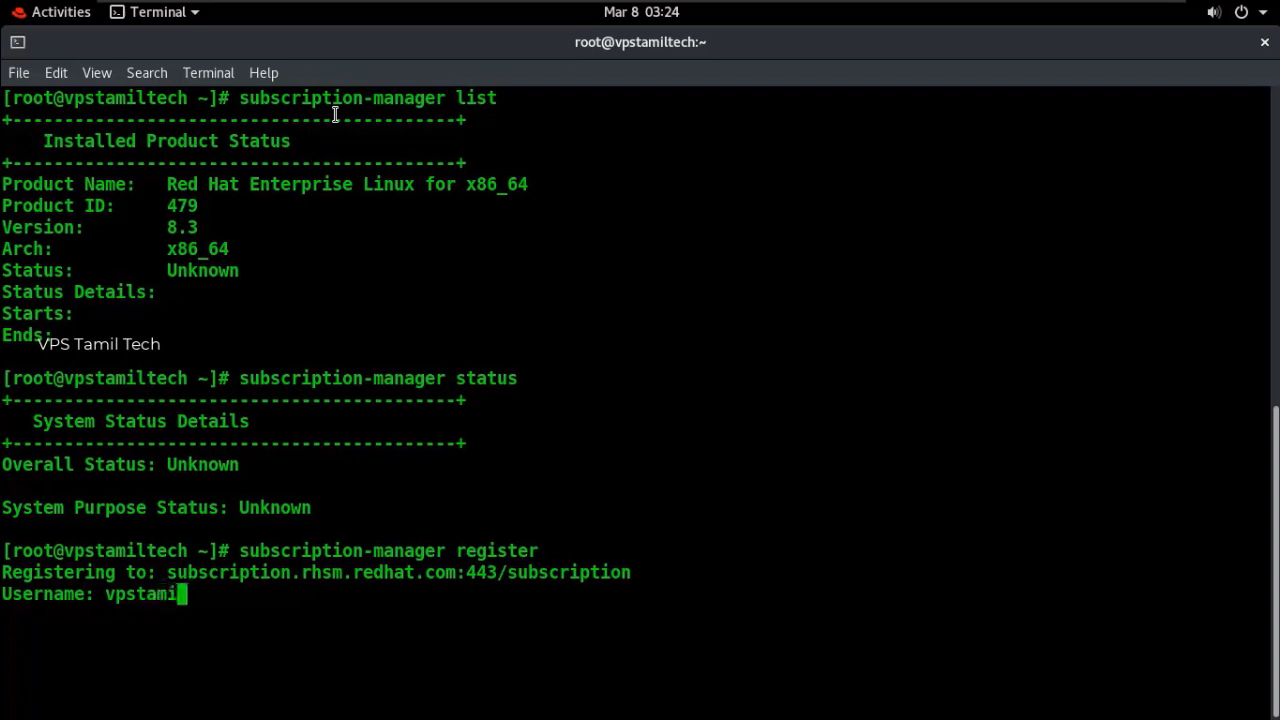 Activities Terminal Mar 8 03:24
root@vpstamiltech:~
File Edit View Search Terminal Help
[root@vpstamiltech ~]# subscription-manager list
+-------------------------------------------+
Installed Product Status
+-------------------------------------------+
Product Name: Red Hat Enterprise Linux for x86_64
Product ID: 479
Version: 8.3
Arch: x86_64
Status: Unknown
Status Details:
Starts:
Ends:
VPS Tamil Tech
[root@vpstamiltech ~]# subscription-manager status
+-------------------------------------------+
System Status Details
+-------------------------------------------+
Overall Status: Unknown
System Purpose Status: Unknown
[root@vpstamiltech ~]# subscription-manager register
Registering to: subscription.rhsm.redhat.com:443/subscription
Username: vpstami